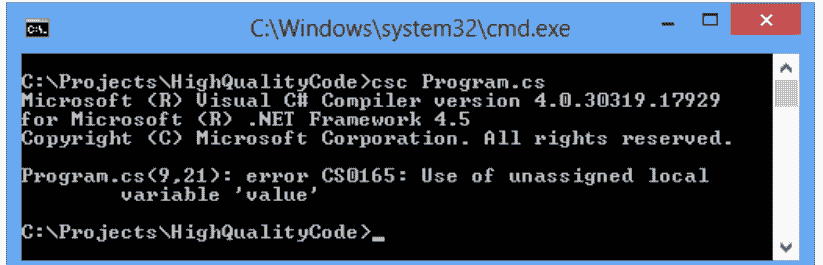 C:\Windows\system32\cmd.exe
C:\Projects\HighQualityCode>csc Program.cs
Microsoft (R) Visual C# Compiler version 4.0.30319.17929
for Microsoft (R) .NET Framework 4.5
Copyright (C) Microsoft Corporation. All rights reserved.
Program.cs(9,21): error CS0165: Use of unassigned local
variable 'value'
C:\Projects\HighQualityCode>_